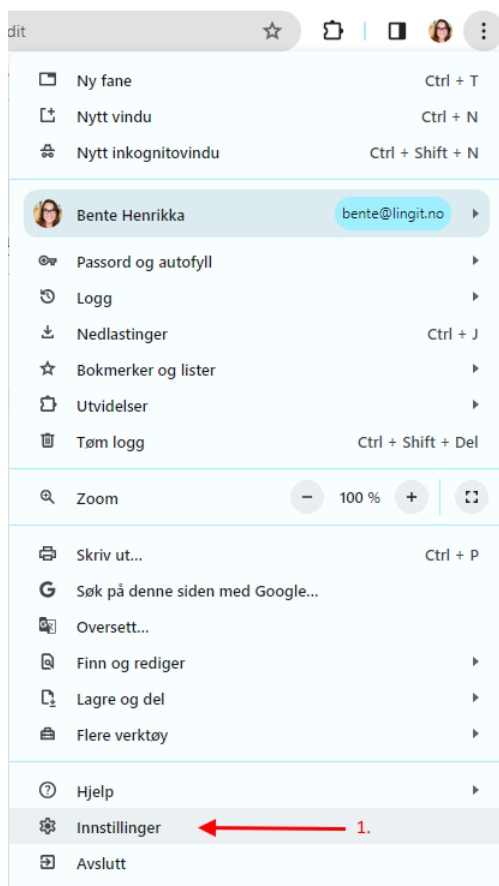 dit
Ny fane Ctrl + T
Nytt vindu Ctrl + N
Nytt inkognitovindu Ctrl + Shift + N
Bente Henrikka bente@lingit.no
Passord og autofyll
Logg
Nedlastinger Ctrl + J
Bokmerker og lister
Utvidelser
Tøm logg Ctrl + Shift + Del
Zoom - 100 % +
Skriv ut... Ctrl + P
Søk på denne siden med Google...
Oversett...
Finn og rediger
Lagre og del
Flere verktøy
Hjelp
Innstillinger 1.
Avslutt